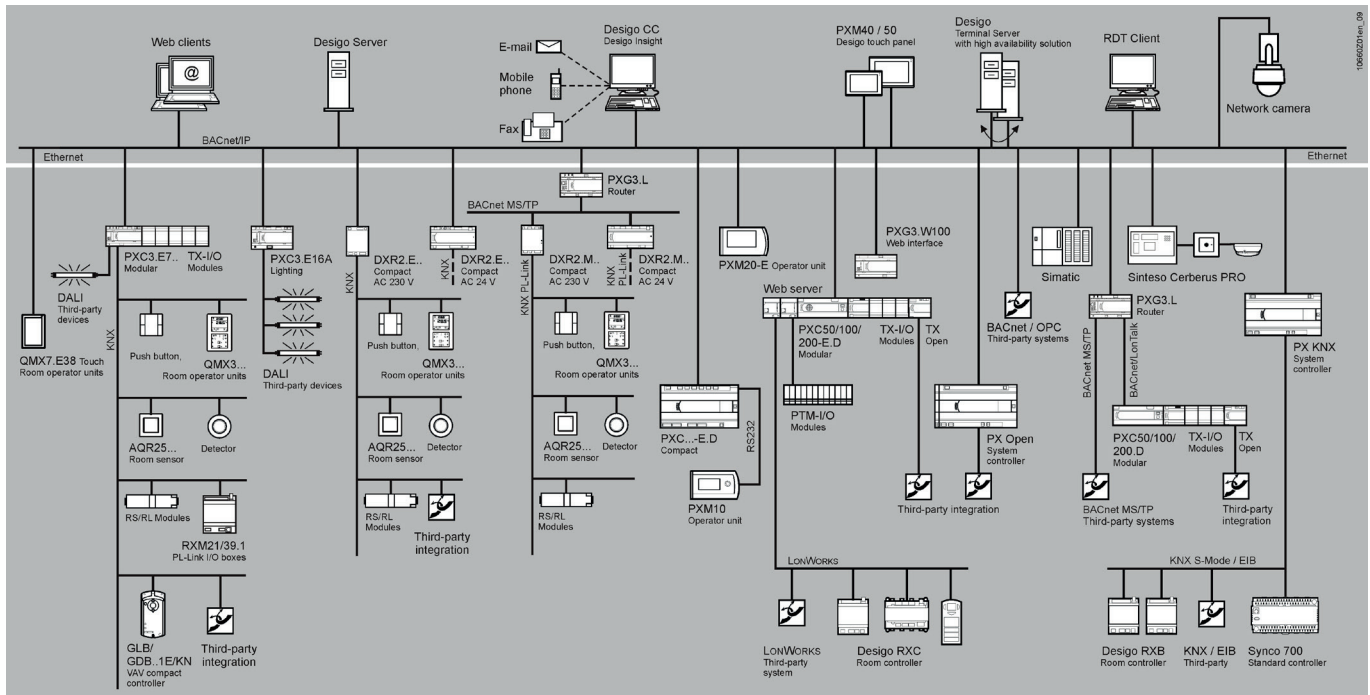 10660Z01en_09
Web clients
@
Desigo Server
E-mail
Mobile
phone
Fax
Desigo CC
Desigo Insight
PXM40 / 50
Desigo touch panel
Desigo
Terminal Server
with high availability solution
RDT Client
Network camera
BACnet/IP
Ethernet
Ethernet
PXG3.L
Router
BACnet MS/TP
PXC3.E7..
Modular
TX-I/O
Modules
DALI
Third-party
devices
KNX
QMX7.E38 Touch
Room operator units
Push button,
QMX3...
Room operator units
AQR25...
Room sensor
Detector
RS/RL Modules
RXM21/39.1
PL-Link I/O boxes
GLB/
GDB..1E/KN
VAV compact
controller
Third-party
integration
PXC3.E16A
Lighting
DALI
Third-party devices
KNX
DXR2.E..
Compact
AC 230 V
KNX
DXR2.E..
Compact
AC 24 V
Push button,
QMX3...
Room operator units
AQR25...
Room sensor
Detector
RS/RL
Modules
Third-party
integration
KNX PL-Link
DXR2.M..
Compact
AC 230 V
KNX
PL-Link
DXR2.M..
Compact
AC 24 V
Push button,
QMX3...
Room operator units
AQR25...
Room sensor
Detector
RS/RL
Modules
PXM20-E Operator unit
PXC...-E.D
Compact
RS232
PXM10
Operator unit
PXG3.W100
Web interface
Web server
PXC50/100/
200-E.D
Modular
TX-I/O
Modules
TX
Open
PTM-I/O
Modules
PX Open
System
controller
Third-party integration
LONWORKS
LONWORKS
Third-party
system
Desigo RXC
Room controller
BACnet / OPC
Third-party systems
Simatic
Sinteso Cerberus PRO
PXG3.L
Router
BACnet MS/TP
BACnet/LonTalk
PX KNX
System
controller
PXC50/100/
200.D
Modular
TX-I/O
Modules
TX
Open
BACnet MS/TP
Third-party systems
Third-party
integration
KNX S-Mode / EIB
Desigo RXB
Room controller
KNX / EIB
Third-party
Synco 700
Standard controller